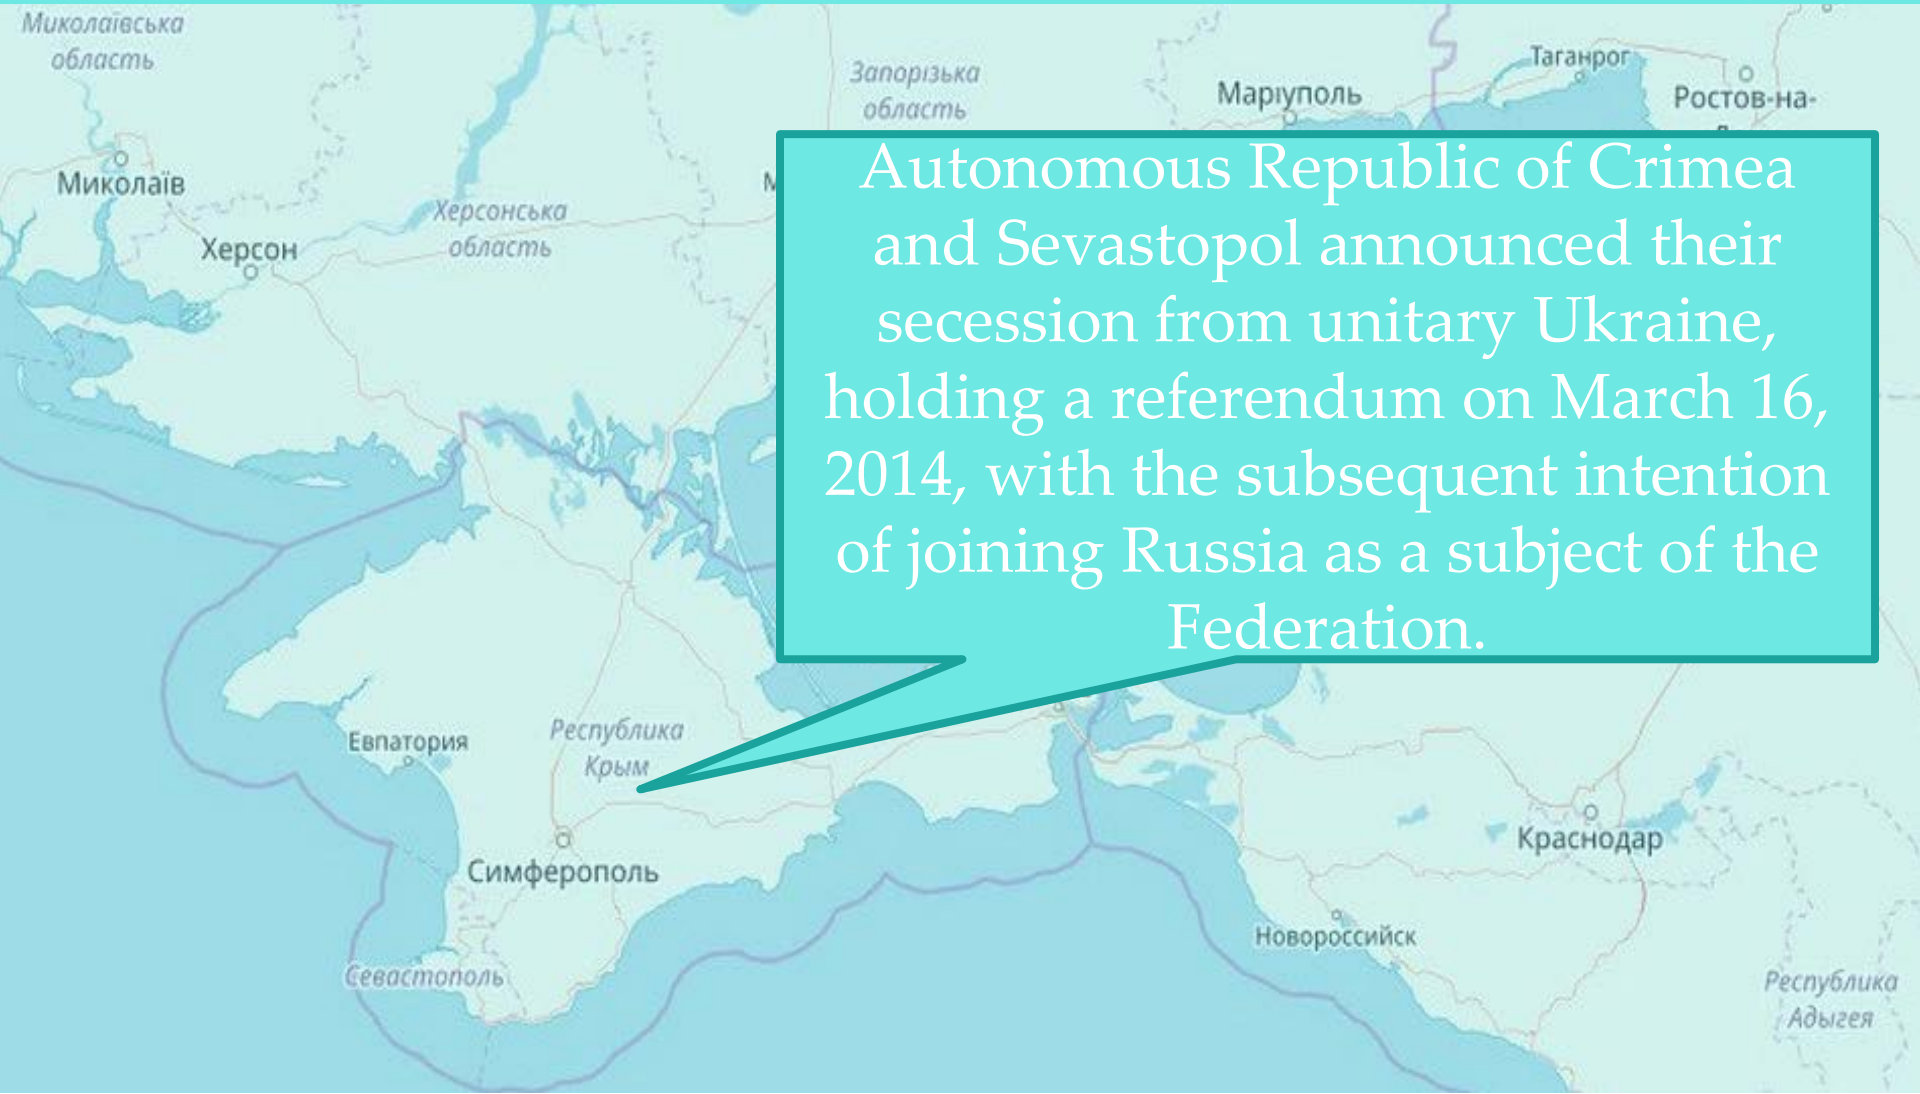 Миколаївська
область
Запорізька
область
Таганрог
Маріуполь
Ростов-на-
Миколаїв
Херсонська
область
Херсон
Autonomous Republic of Crimea
and Sevastopol announced their
secession from unitary Ukraine,
holding a referendum on March 16,
2014, with the subsequent intention
of joining Russia as a subject of the
Federation.
Евпатория
Республика
Крым
Симферополь
Краснодар
Новороссийск
Севастополь
Республика
Адыгея